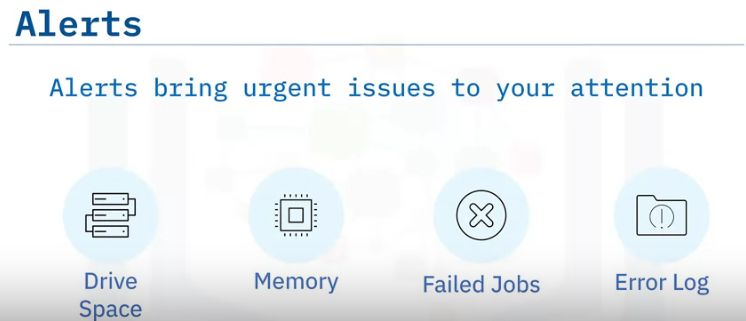 Alerts
Alerts bring urgent issues to your attention
Drive
Space
Memory
Failed Jobs
Error Log